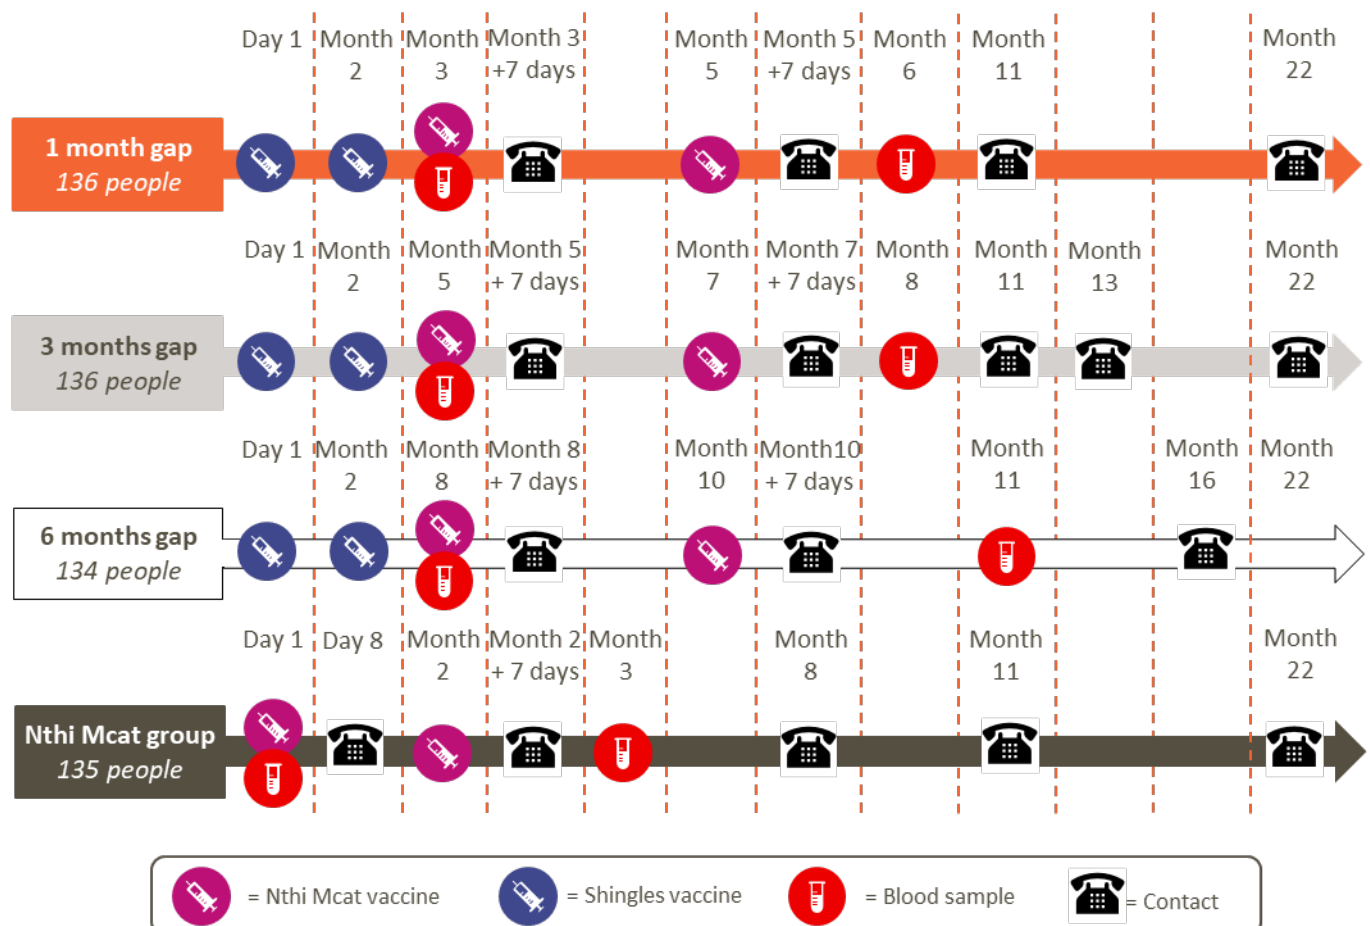 Day 1 Month 2 Month 3 Month 3 +7 days Month 5 Month 5 +7 days Month 6 Month 11 Month 22
1 month gap
136 people
Day 1 Month 2 Month 5 Month 5 + 7 days Month 7 Month 7 + 7 days Month 8 Month 11 Month 13 Month 22
3 months gap
136 people
Day 1 Month 2 Month 8 Month 8 + 7 days Month 10 Month10 + 7 days Month 11 Month 16 Month 22
6 months gap
134 people
Day 1 Day 8 Month 2 Month 2 + 7 days Month 3 Month 8 Month 11 Month 22
Nthi Mcat group
135 people
= Nthi Mcat vaccine = Shingles vaccine = Blood sample = Contact